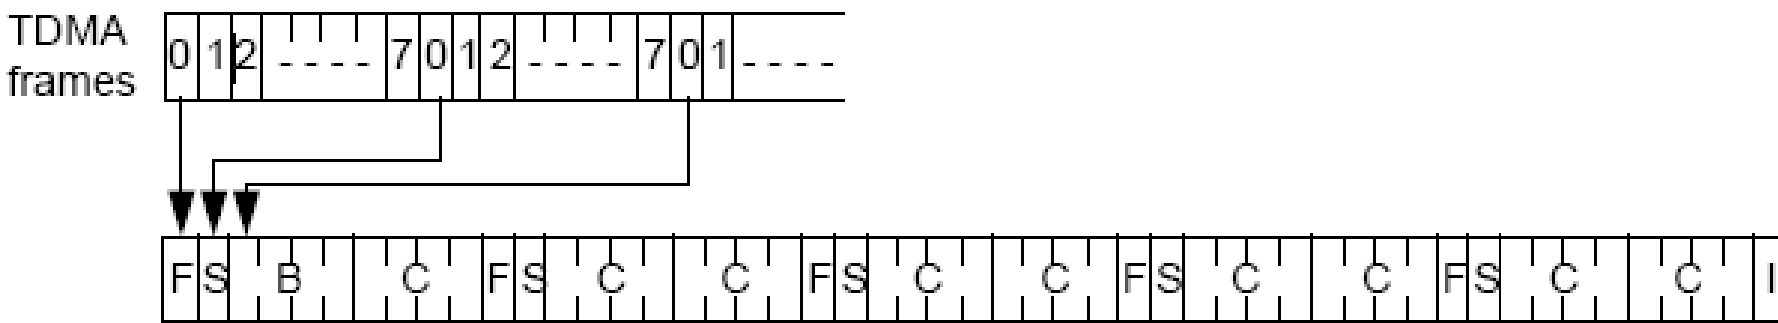 TDMA
frames
0 1 2 - - - - 7 0 1 2 - - - - 7 0 1 - - - -
F S B C F S C C F S C C F S C C F S C C I